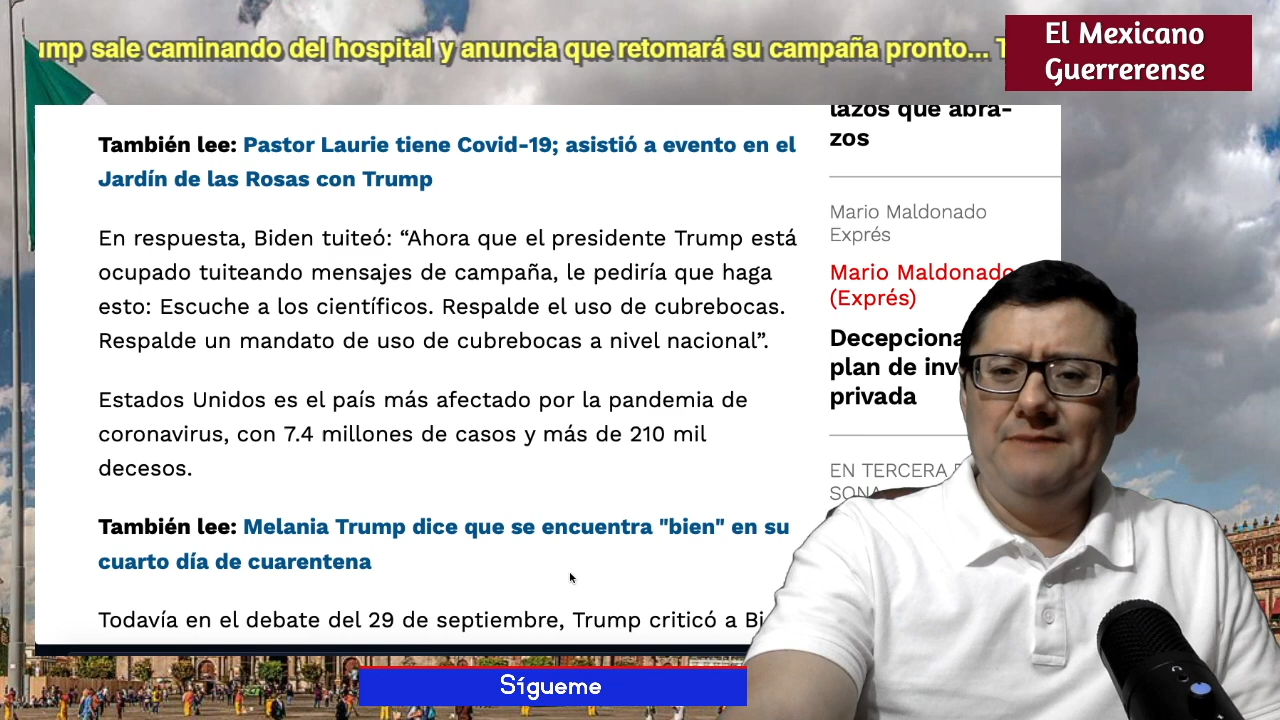 sale caminando del hospital y anuncia que retomará su campaña pronto...
El Mexicano
Guerrerense
También lee: Pastor Laurie tiene Covid-19; asistió a evento en el
Jardín de las Rosas con Trump
En respuesta, Biden tuiteó: “Ahora que el presidente Trump está
ocupado tuiteando mensajes de campaña, le pediría que haga
esto: Escuche a los científicos. Respalde el uso de cubrebocas.
Respalde un mandato de uso de cubrebocas a nivel nacional”.
Estados Unidos es el país más afectado por la pandemia de
coronavirus, con 7.4 millones de casos y más de 210 mil
decesos.
También lee: Melania Trump dice que se encuentra "bien" en su
cuarto día de cuarentena
Todavía en el debate del 29 de septiembre, Trump criticó a Bi
lazos que abra-
zos
Mario Maldonado
Exprés
Mario Maldonado
(Exprés)
Decepciona
plan de inv
privada
EN TERCERA
SONA
Sígueme